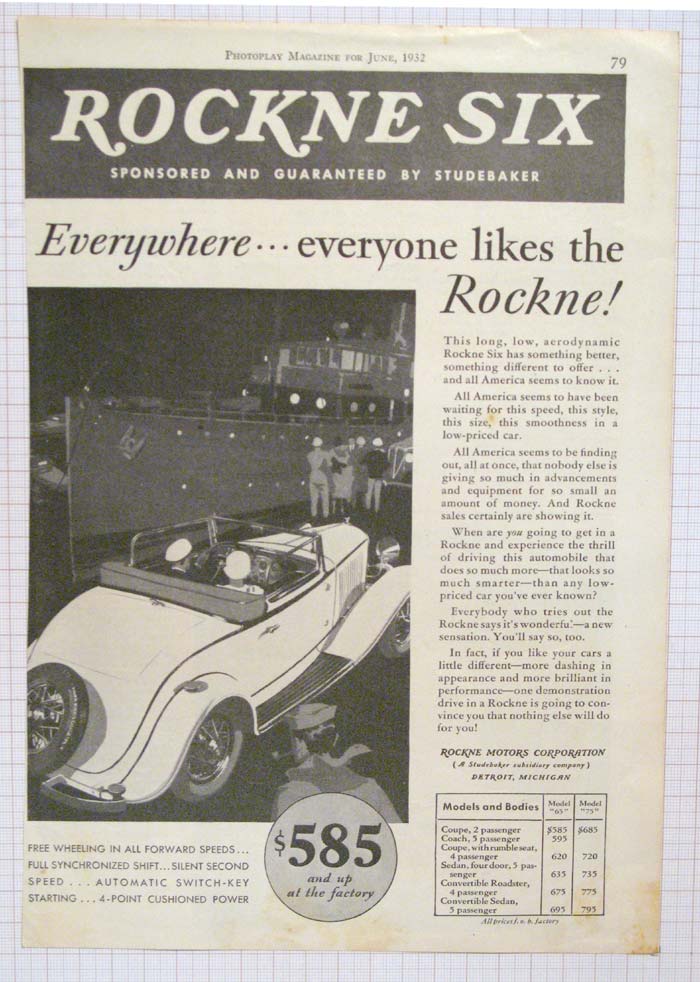 PHOTOPLAY MAGAZINE FOR JUNE, 1932
79
ROCKNE SIX
SPONSORED AND GUARANTEED BY STUDEBAKER
Everywhere... everyone likes the
Rockne!
This long, low, aerodynamic
Rockne Six has something better,
something different to offer . . .
and all America seems to know it.
All America seems to have been
waiting for this speed, this style,
this size, this smoothness in a
low-priced car.
All America seems to be finding
out, all at once, that nobody else is
giving so much in advancements
and equipment for so small an
amount of money. And Rockne
sales certainly are showing it.
When are you going to get in a
Rockne and experience the thrill
of driving this automobile that
does so much more—that looks so
much smarter—than any low-
priced car you've ever known?
Everybody who tries out the
Rockne says it's wonderful!—a new
sensation. You'll say so, too.
In fact, if you like your cars a
little different—more dashing in
appearance and more brilliant in
performance—one demonstration
drive in a Rockne is going to con-
vince you that nothing else will do
for you!
ROCKNE MOTORS CORPORATION
(A Studebaker subsidiary company)
DETROIT, MICHIGAN
FREE WHEELING IN ALL FORWARD SPEEDS...
FULL SYNCHRONIZED SHIFT...SILENT SECOND
SPEED . . . AUTOMATIC SWITCH-KEY
STARTING ... 4-POINT CUSHIONED POWER
$585
and up
at the factory
Models and Bodies Model "65" Model "75"
Coupe, 2 passenger $585 $685
Coach, 5 passenger 595
Coupe, with rumble seat,
4 passenger 620 720
Sedan, four door, 5 pas-
senger 635 735
Convertible Roadster,
4 passenger 675 775
Convertible Sedan,
5 passenger 695 795
All prices f. o. b. factory